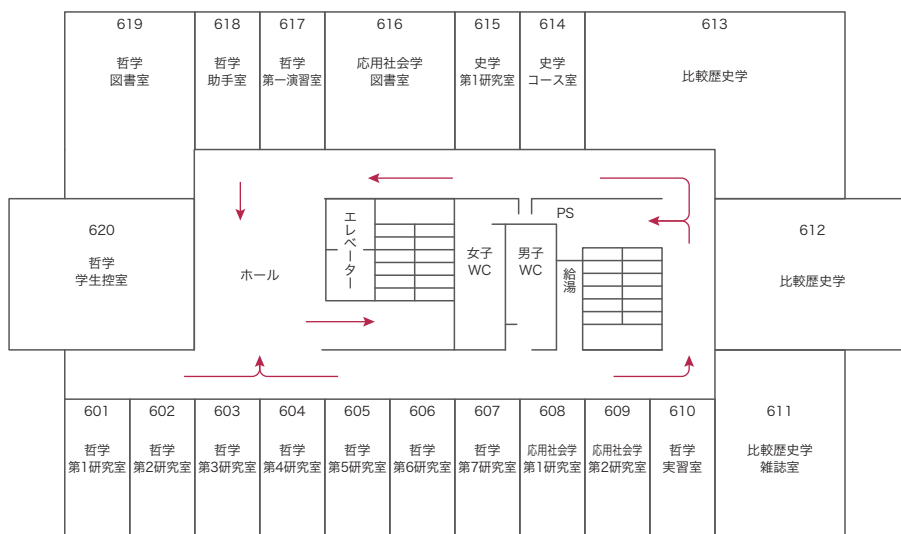 619
哲学
図書室
618
哲学
助手室
617
哲学
第一演習室
616
応用社会学
図書室
615
史学
第1研究室
614
史学
コース室
613
比較歴史学
620
哲学
学生控室
ホール
エレベーター
女子
WC
男子
WC
PS
給湯
612
比較歴史学
601
哲学
第1研究室
602
哲学
第2研究室
603
哲学
第3研究室
604
哲学
第4研究室
605
哲学
第5研究室
606
哲学
第6研究室
607
哲学
第7研究室
608
応用社会学
第1研究室
609
応用社会学
第2研究室
610
哲学
実習室
611
比較歴史学
雑誌室